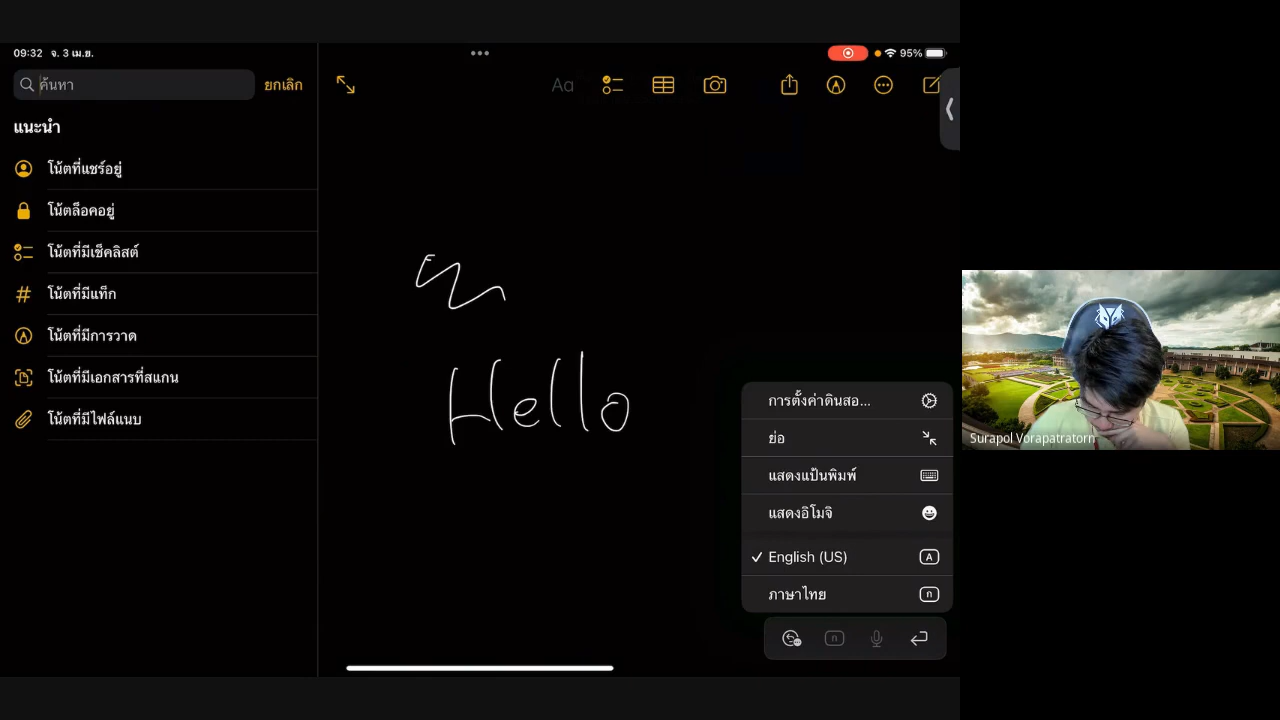 09:32 จ. 3 เม.ย.
95%
ค้นหา
ยกเลิก
Aa
แนะนำ
โน้ตที่แชร์อยู่
โน้ตล็อคอยู่
โน้ตที่มีเช็คลิสต์
โน้ตที่มีแท็ก
โน้ตที่มีการวาด
โน้ตที่มีเอกสารที่สแกน
โน้ตที่มีไฟล์แนบ
Hello
การตั้งค่าดินสอ...
ย่อ
แสดงแป้นพิมพ์
แสดงอิโมจิ
English (US) A
ภาษาไทย ก
ก
Surapol Vorapatratorn